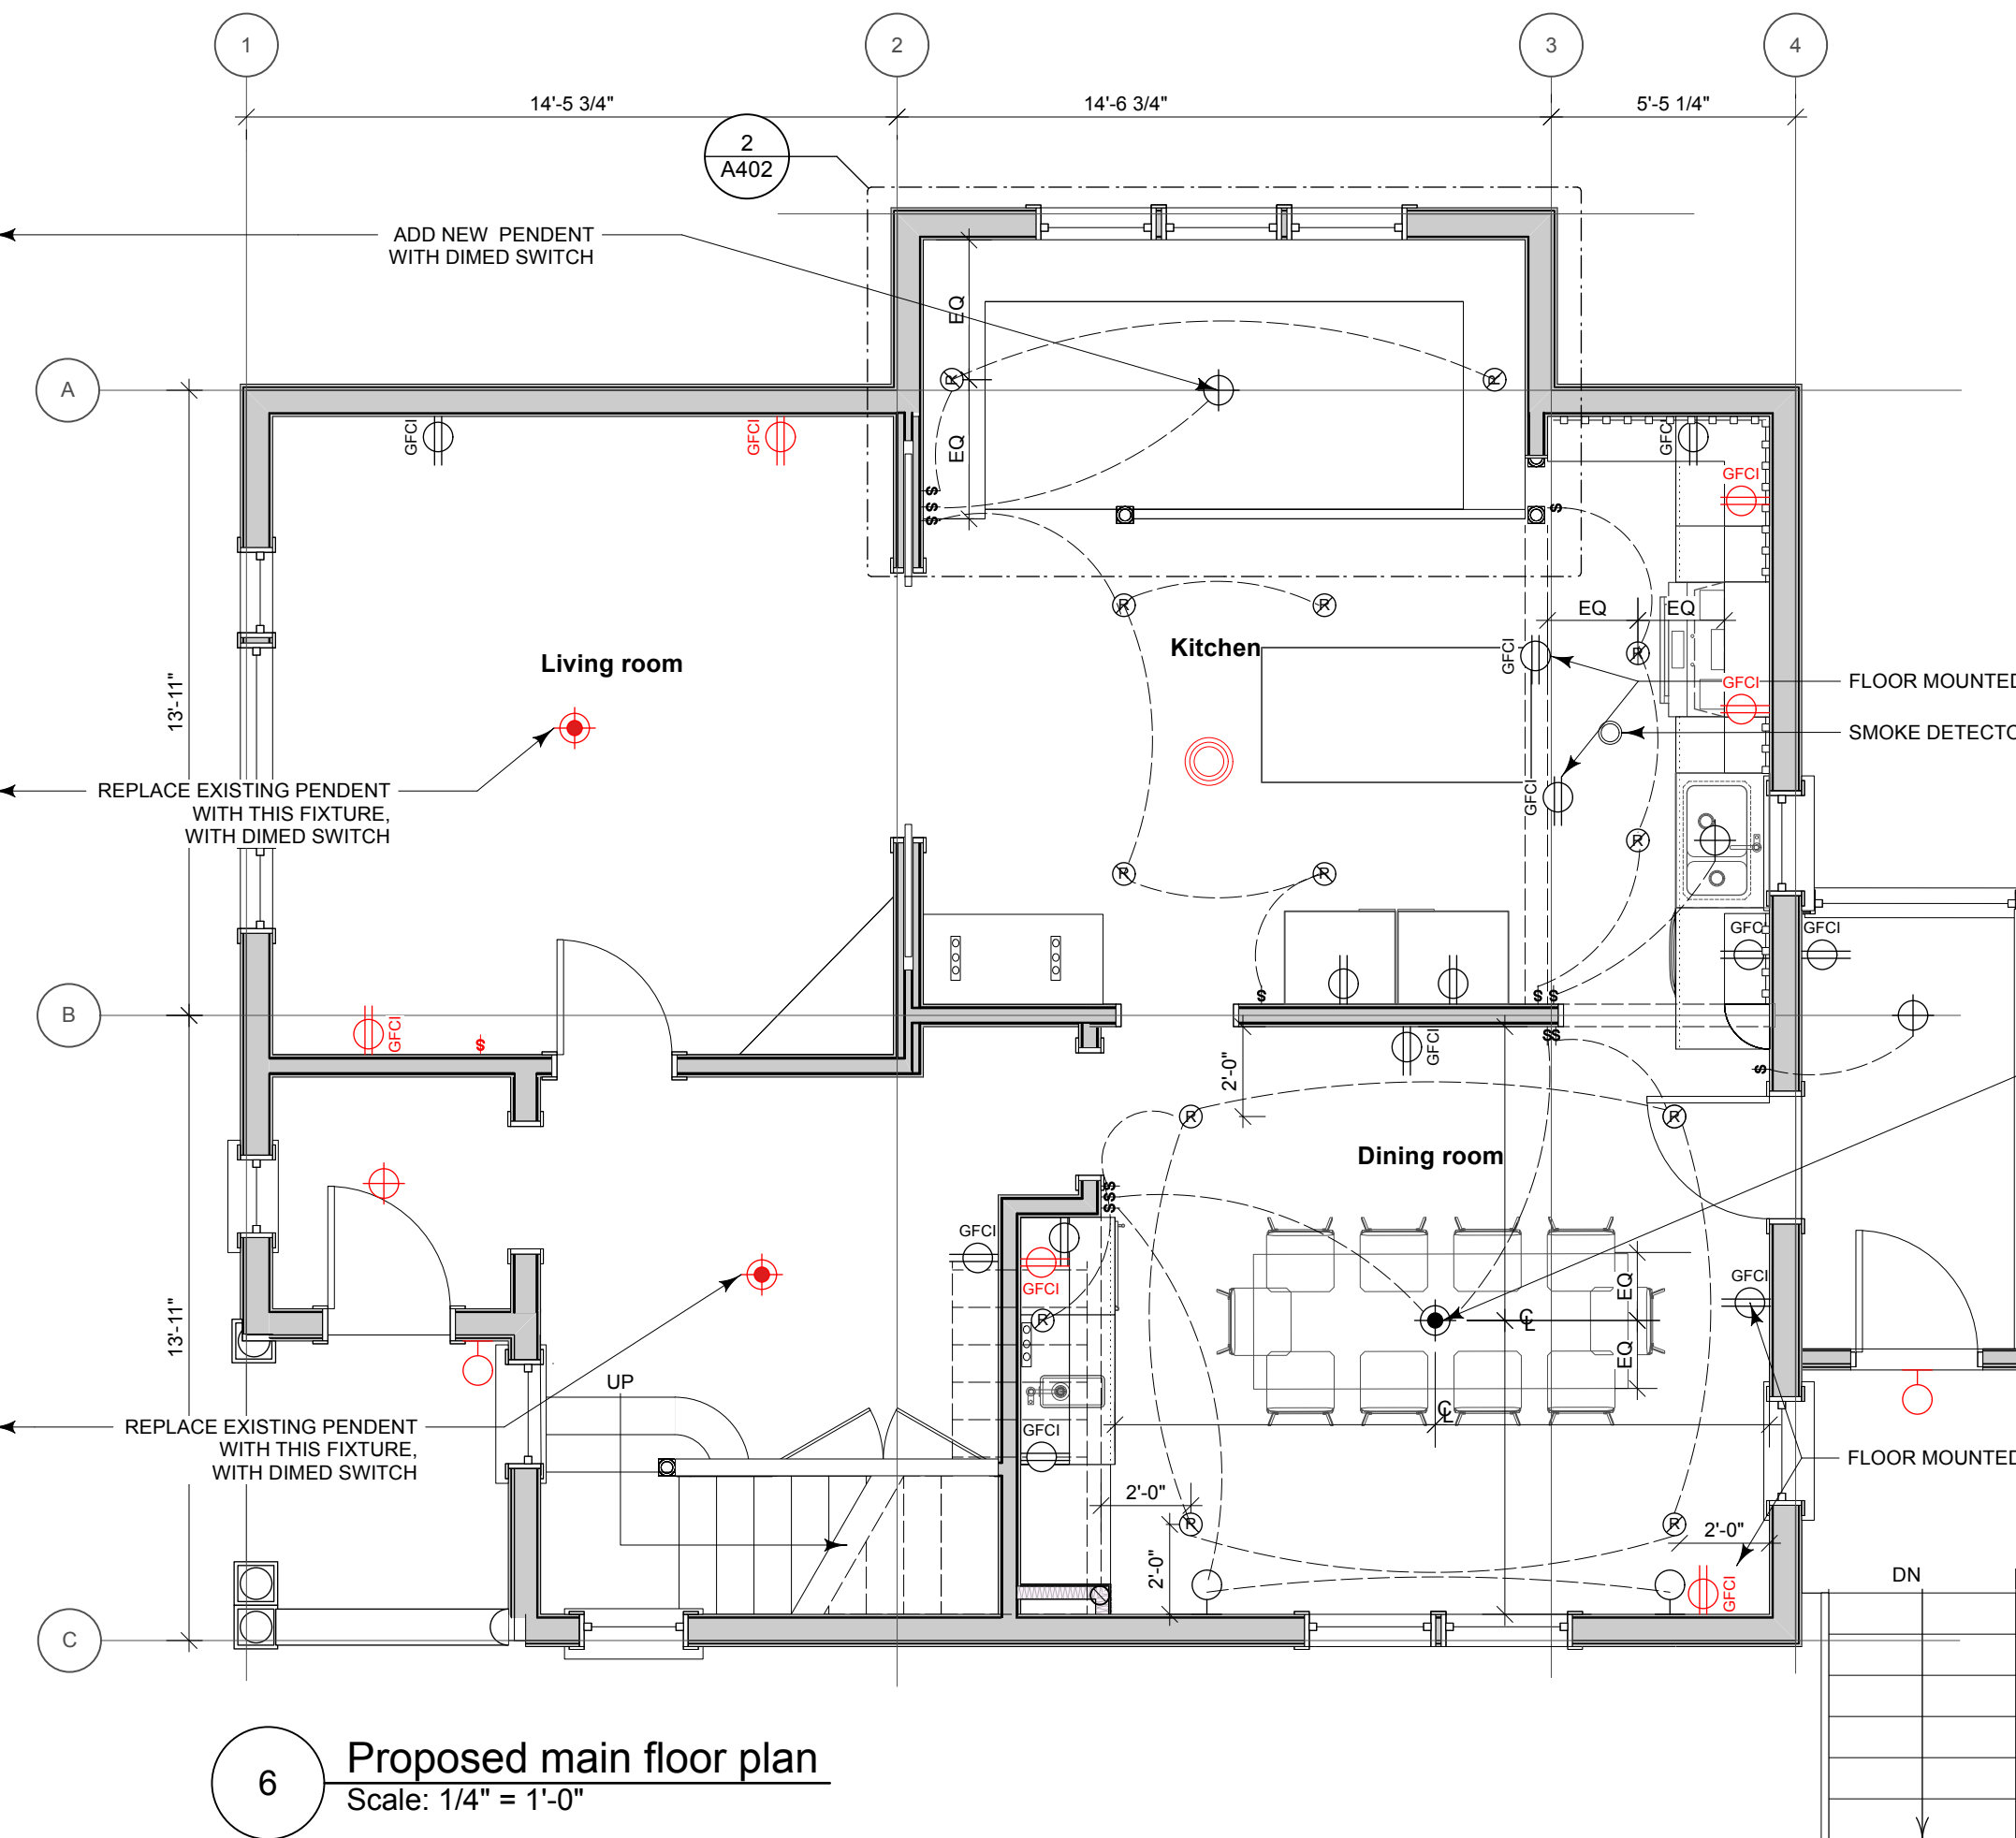 1
2
3
4
14'-5 3/4"
14'-6 3/4"
5'-5 1/4"
2
A402
ADD NEW  PENDENT
WITH DIMED SWITCH
EQ
R
R
A
EQ
GFCI
GFCI
GFCI
GFCI
S
S
S
S
R
R
EQ
EQ
Living room
Kitchen
GFCI
R
GFCI
FLOOR MOUNTED
13'-11"
SMOKE DETECTO
REPLACE EXISTING PENDENT
WITH THIS FIXTURE,
WITH DIMED SWITCH
GFCI
R
R
R
GFC
GFCI
S
S
S
B
GFCI
S
GFCI
SS
2'-0"
S
R
R
Dining room
S
S
S
GFCI
GFCI
GFCI
EQ
R
CL
EQ
13'-11"
UP
CL
REPLACE EXISTING PENDENT
WITH THIS FIXTURE,
WITH DIMED SWITCH
GFCI
FLOOR MOUNTED
2'-0"
R
R
2'-0"
2'-0"
GFCI
DN
C
6
Proposed main floor plan
Scale: 1/4" = 1'-0"